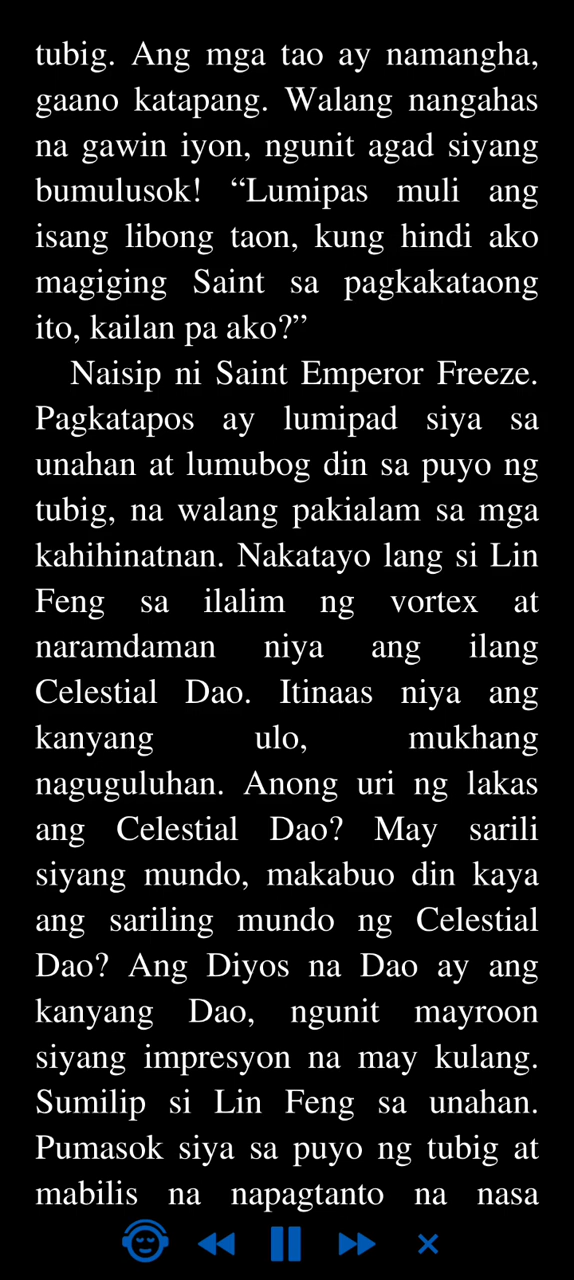 tubig. Ang mga tao ay namangha,
gaano katapang. Walang nangahas
na gawin iyon, ngunit agad siyang
bumulusok! “Lumipas muli ang
isang libong taon, kung hindi ako
magiging Saint sa pagkakataong
ito, kailan pa ako?”
Naisip ni Saint Emperor Freeze.
Pagkatapos ay lumipad siya sa
unahan at lumubog din sa puyo ng
tubig, na walang pakialam sa mga
kahihinatnan. Nakatayo lang si Lin
Feng sa ilalim ng vortex at
naramdaman niya ang ilang
Celestial Dao. Itinaas niya ang
kanyang ulo, mukhang
naguguluhan. Anong uri ng lakas
ang Celestial Dao? May sarili
siyang mundo, makabuo din kaya
ang sariling mundo ng Celestial
Dao? Ang Diyos na Dao ay ang
kanyang Dao, ngunit mayroon
siyang impresyon na may kulang.
Sumilip si Lin Feng sa unahan.
Pumasok siya sa puyo ng tubig at
mabilis na napagtanto na nasa